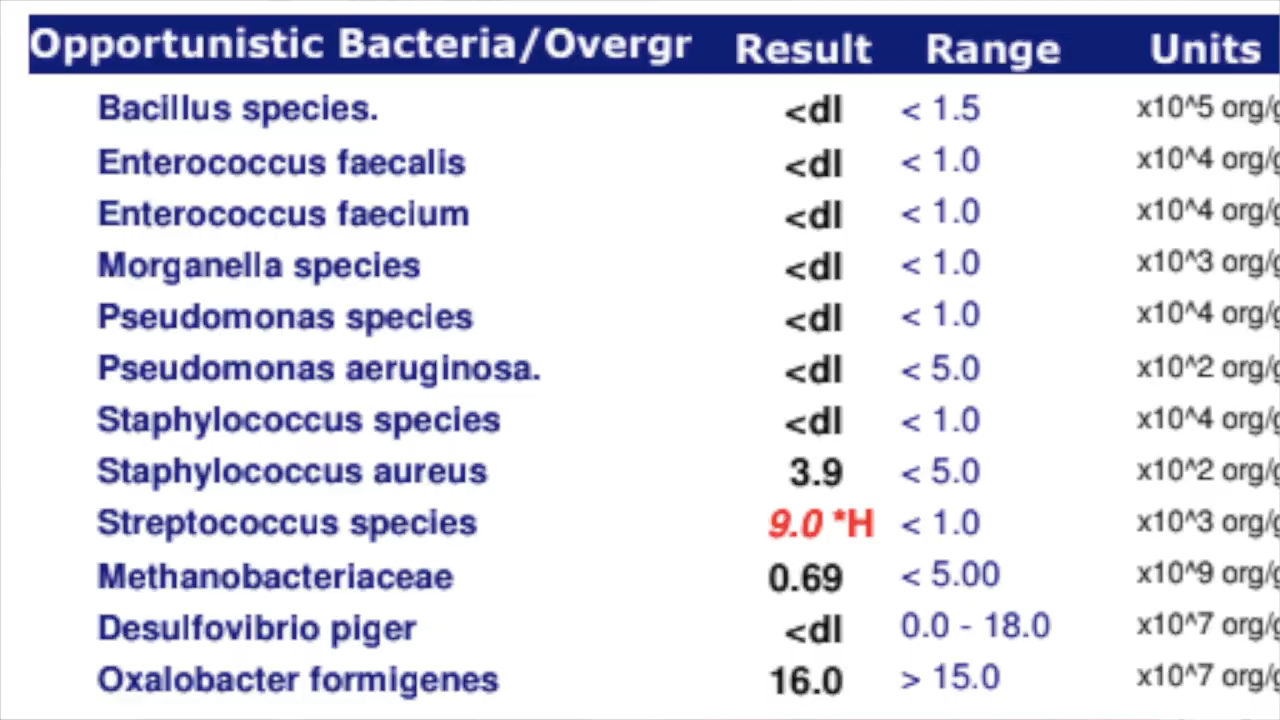 Opportunistic Bacteria/Overgr Result Range Units
Bacillus species. <dl < 1.5 x10^5 org/g
Enterococcus faecalis <dl < 1.0 x10^4 org/g
Enterococcus faecium <dl < 1.0 x10^4 org/g
Morganella species <dl < 1.0 x10^3 org/g
Pseudomonas species <dl < 1.0 x10^4 org/g
Pseudomonas aeruginosa. <dl < 5.0 x10^2 org/g
Staphylococcus species <dl < 1.0 x10^4 org/g
Staphylococcus aureus 3.9 < 5.0 x10^2 org/g
Streptococcus species 9.0 *H < 1.0 x10^3 org/g
Methanobacteriaceae 0.69 < 5.00 x10^9 org/g
Desulfovibrio piger <dl 0.0 - 18.0 x10^7 org/g
Oxalobacter formigenes 16.0 > 15.0 x10^7 org/g